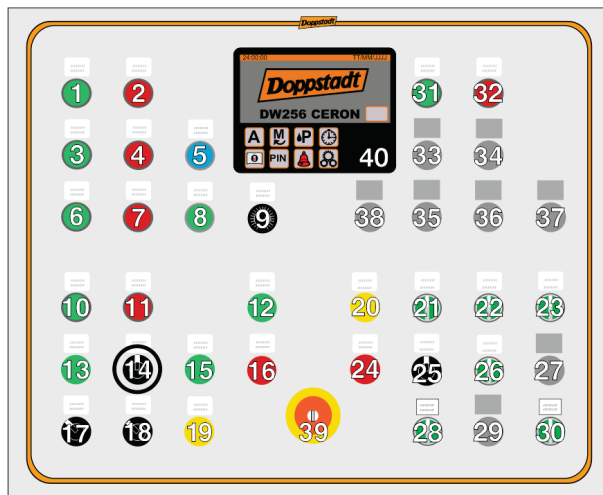 Doppstadt
24:00:00 TT/MM/JJJJ
Doppstadt
DW256 CERON
A M P
PIN
40
1 2 31 32
3 4 5 33 34
6 7 8 9 38 35 36 37
10 11 12 20 21 22 23
13 14 15 16 24 25 26 27
17 18 19 39 28 29 30